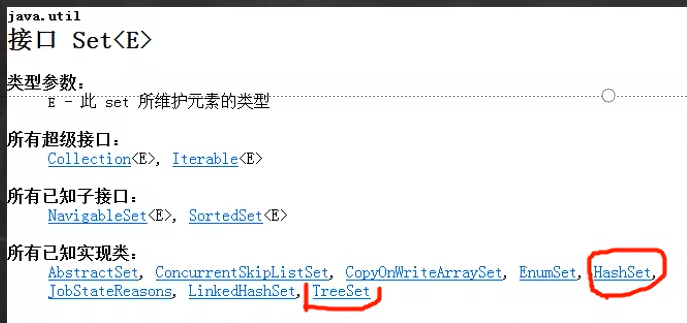 java.util
接口 Set<E>
类型参数：
E - 此 set 所维护元素的类型
所有超级接口：
Collection<E>, Iterable<E>
所有已知子接口：
NavigableSet<E>, SortedSet<E>
所有已知实现类：
AbstractSet, ConcurrentSkipListSet, CopyOnWriteArraySet, EnumSet, HashSet,
JobStateReasons, LinkedHashSet, TreeSet